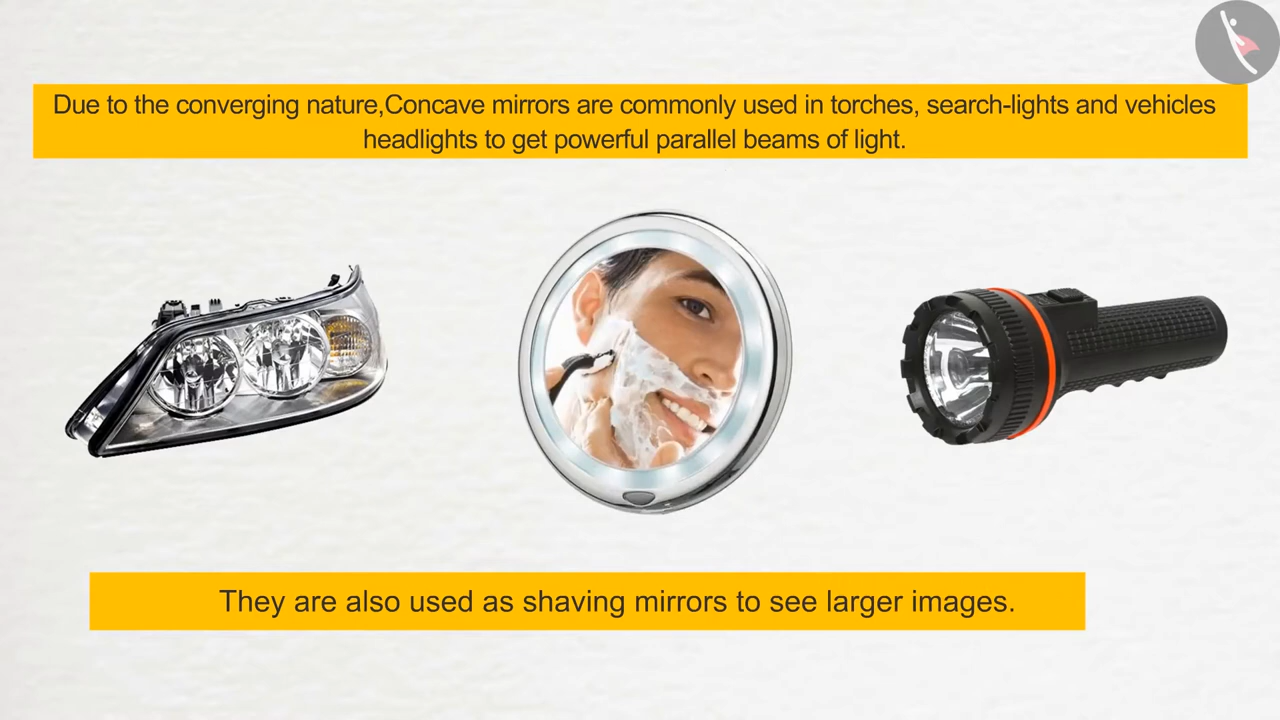 Due to the converging nature,Concave mirrors are commonly used in torches, search-lights and vehicles
headlights to get powerful parallel beams of light.
They are also used as shaving mirrors to see larger images.